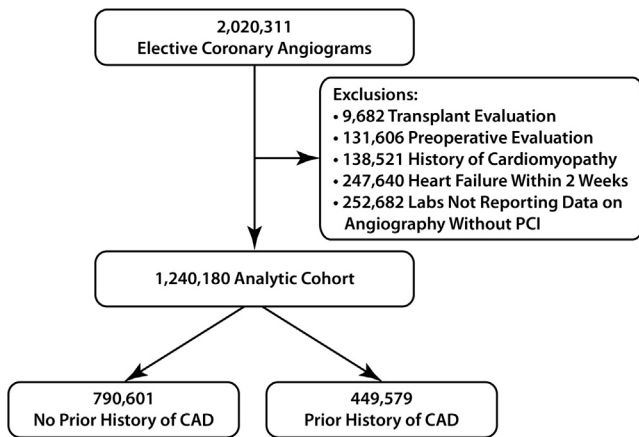 2,020,311
Elective Coronary Angiograms
Exclusions:
• 9,682 Transplant Evaluation
• 131,606 Preoperative Evaluation
• 138,521 History of Cardiomyopathy
• 247,640 Heart Failure Within 2 Weeks
• 252,682 Labs Not Reporting Data on
Angiography Without PCI
1,240,180 Analytic Cohort
790,601
No Prior History of CAD
449,579
Prior History of CAD